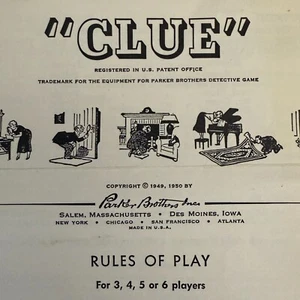 "CLUE"
REGISTERED IN U.S. PATENT OFFICE
TRADEMARK FOR THE EQUIPMENT FOR PARKER BROTHERS DETECTIVE GAME
COPYRIGHT © 1949, 1950 BY
Parker Brothers Inc.
SALEM, MASSACHUSETTS • DES MOINES, IOWA
NEW YORK • CHICAGO • SAN FRANCISCO • ATLANTA
MADE IN U.S.A.
RULES OF PLAY
For 3, 4, 5 or 6 players